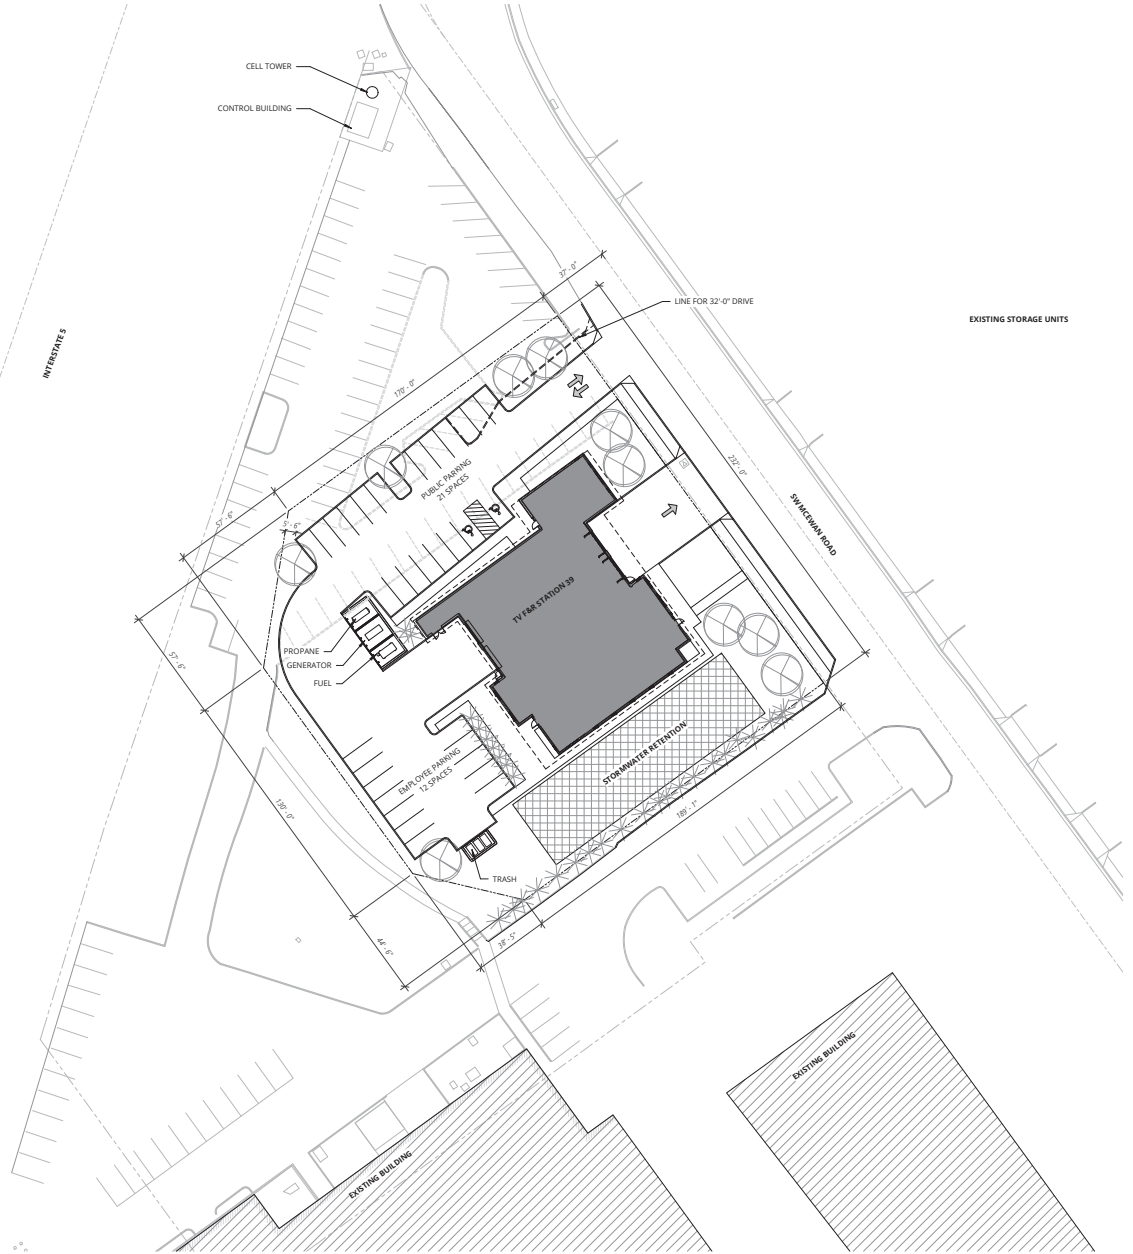 CELL TOWER
CONTROL BUILDING
INTERSTATE 5
37' - 0"
LINE FOR 32'-0" DRIVE
EXISTING STORAGE UNITS
170' - 0"
232' - 0"
PUBLIC PARKING
21 SPACES
SW MCEWAN ROAD
57' - 6"
5' - 6"
TV F&R STATION 39
PROPANE
GENERATOR
FUEL
57' - 6"
STORMWATER RETENTION
EMPLOYEE PARKING
12 SPACES
130' - 0"
189' - 1"
TRASH
44' - 6"
38' - 5"
EXISTING BUILDING
EXISTING BUILDING